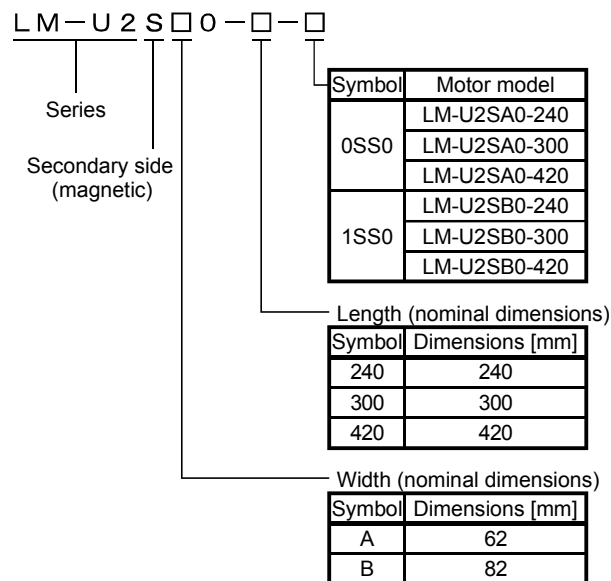 LM-U2S□0-□-□
Series
Secondary side
(magnetic)
Symbol Motor model
0SS0
LM-U2SA0-240
LM-U2SA0-300
LM-U2SA0-420
1SS0
LM-U2SB0-240
LM-U2SB0-300
LM-U2SB0-420
Length (nominal dimensions)
Symbol Dimensions [mm]
240 240
300 300
420 420
Width (nominal dimensions)
Symbol Dimensions [mm]
A 62
B 82